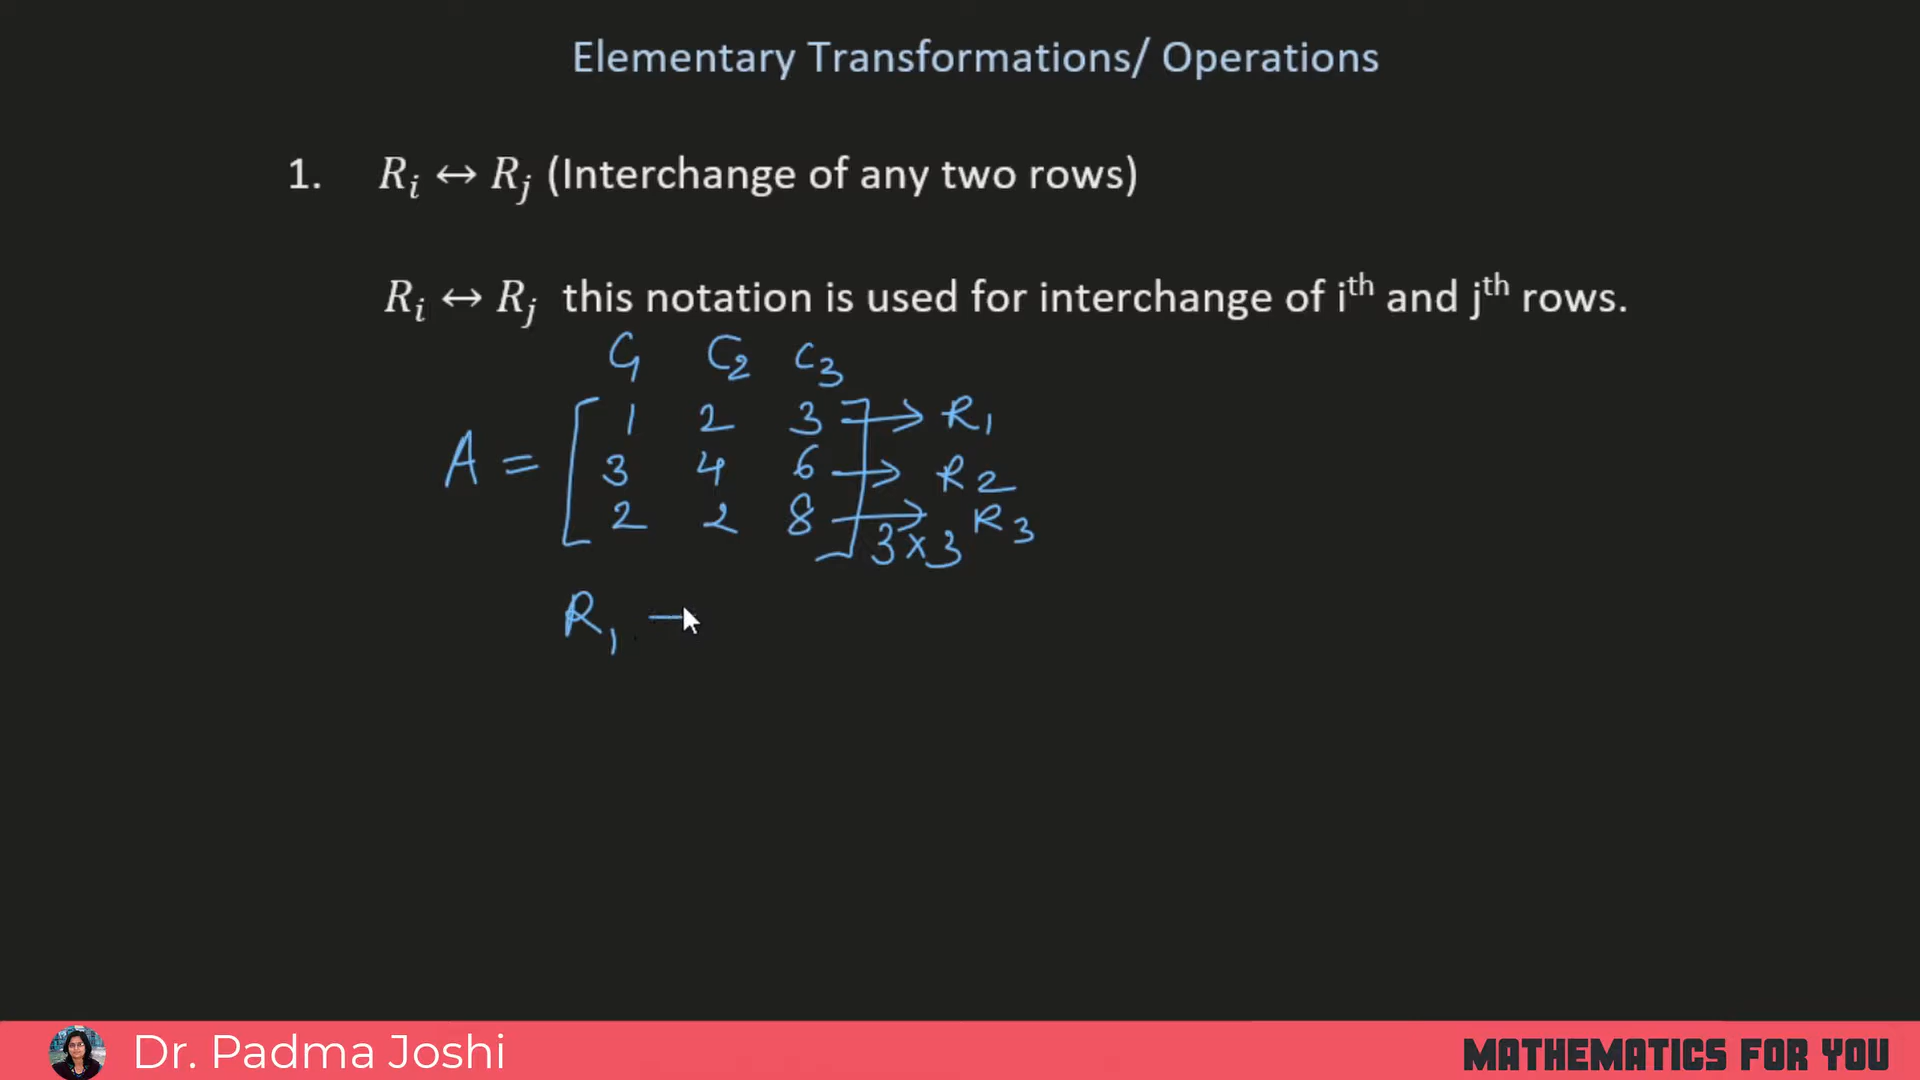 Elementary Transformations/ Operations
1. Rᵢ ↔ Rⱼ (Interchange of any two rows)
Rᵢ ↔ Rⱼ this notation is used for interchange of iᵗʰ and jᵗʰ rows.
C₁ C₂ C₃
1 2 3 → R₁
A = 3 4 6 → R₂
2 2 8 → R₃
3×3
R₁ —
Dr. Padma Joshi
MATHEMATICS FOR YOU